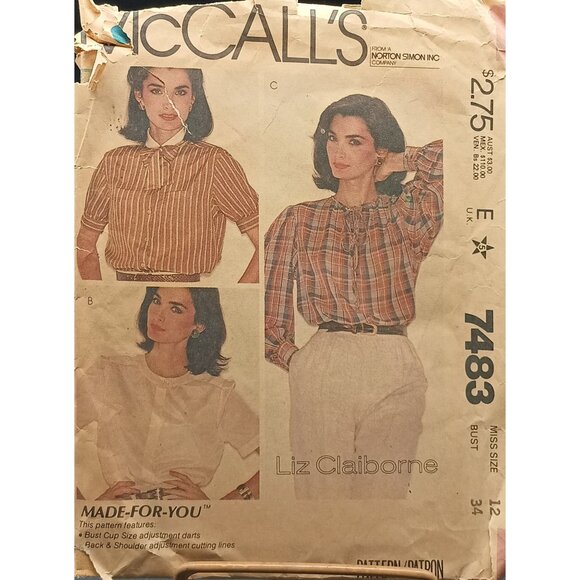 McCALL'S
FROM A
NORTON SIMON INC
COMPANY
C
B
$2.75
AUST $3.00
MEX. $110.00
VEN. Bs 22.00
E
U.K.
5
7483
MISS SIZE 12
BUST 34
Liz Claiborne
MADE-FOR-YOU™
This pattern features:
• Bust Cup Size adjustment darts
• Back & Shoulder adjustment cutting lines
PATTERN/PATRON